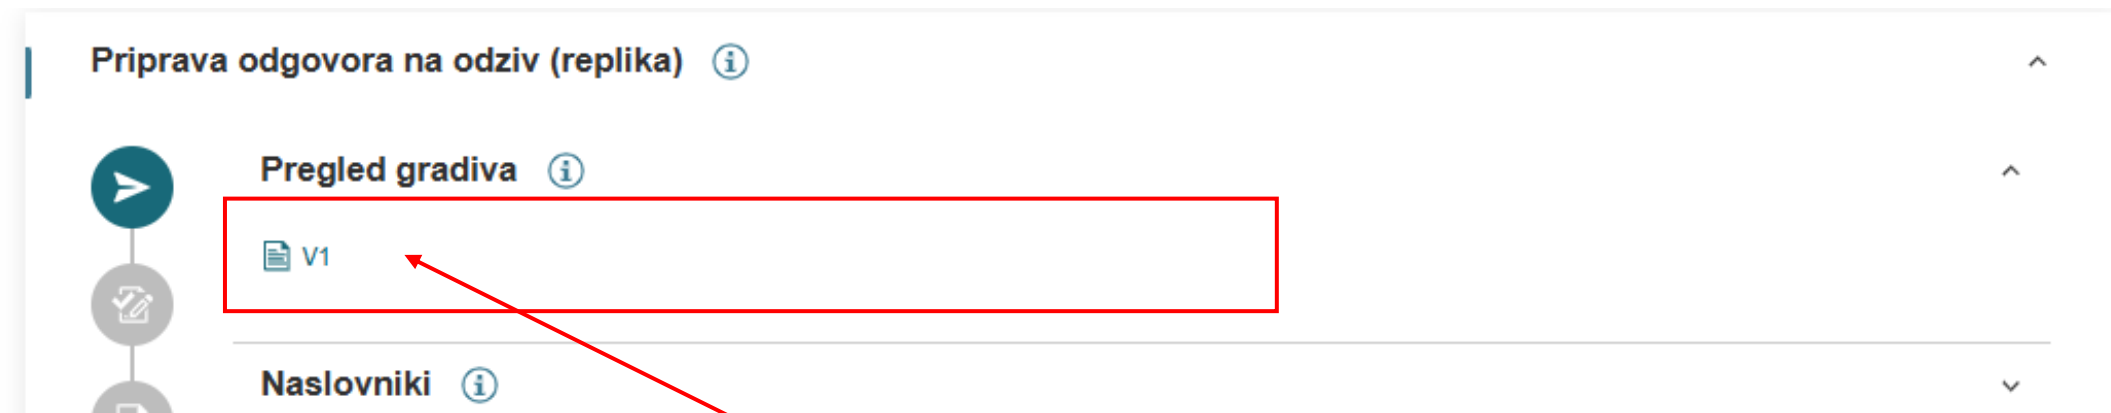 Priprava odgovora na odziv (replika)
Pregled gradiva
V1
Naslovniki